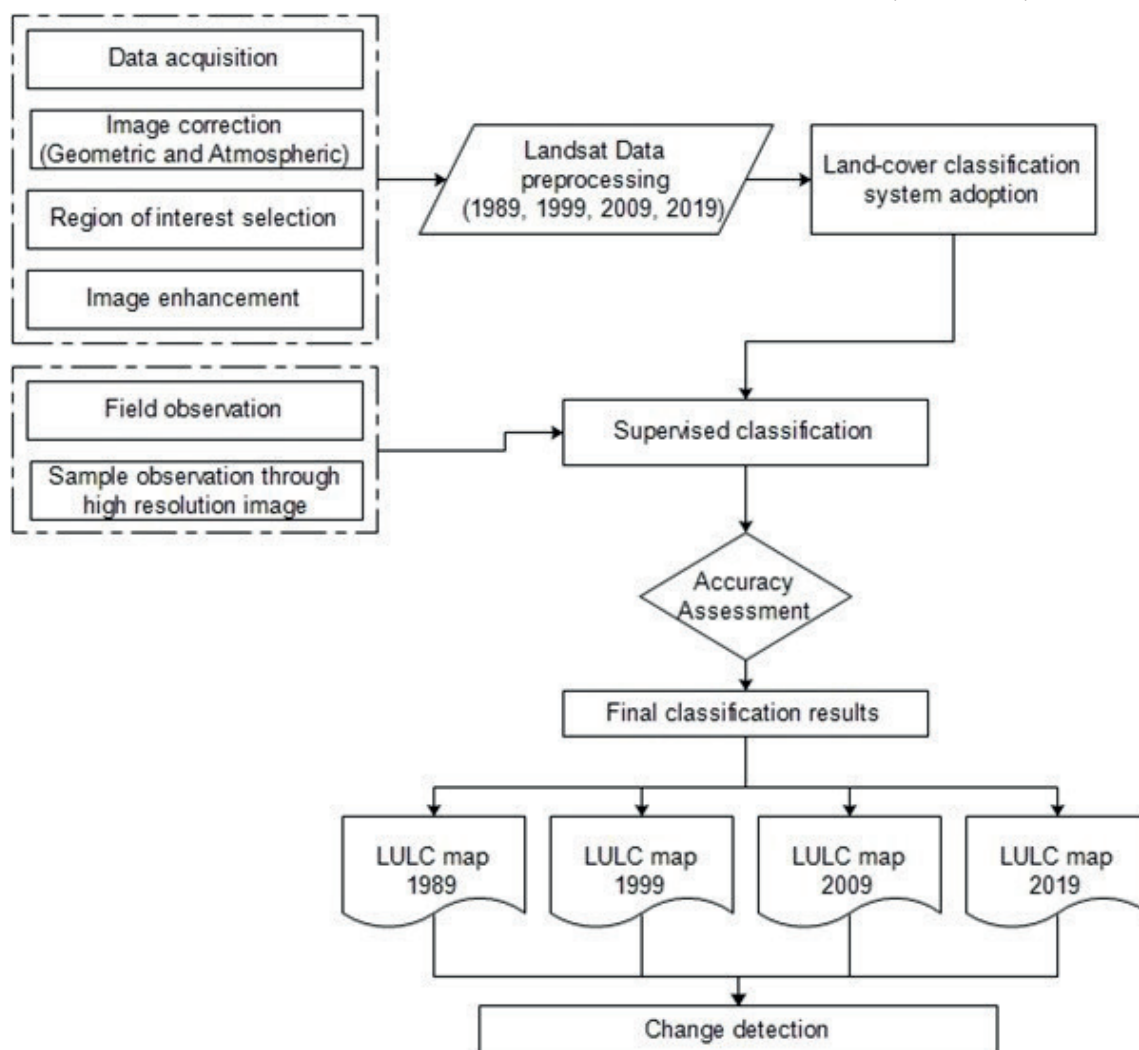 Data acquisition
Image correction
(Geometric and Atmospheric)
Region of interest selection
Image enhancement
Landsat Data
preprocessing
(1989, 1999, 2009, 2019)
Land-cover classification
system adoption
Field observation
Sample observation through
high resolution image
Supervised classification
Accuracy
Assessment
Final classification results
LULC map
1989
LULC map
1999
LULC map
2009
LULC map
2019
Change detection